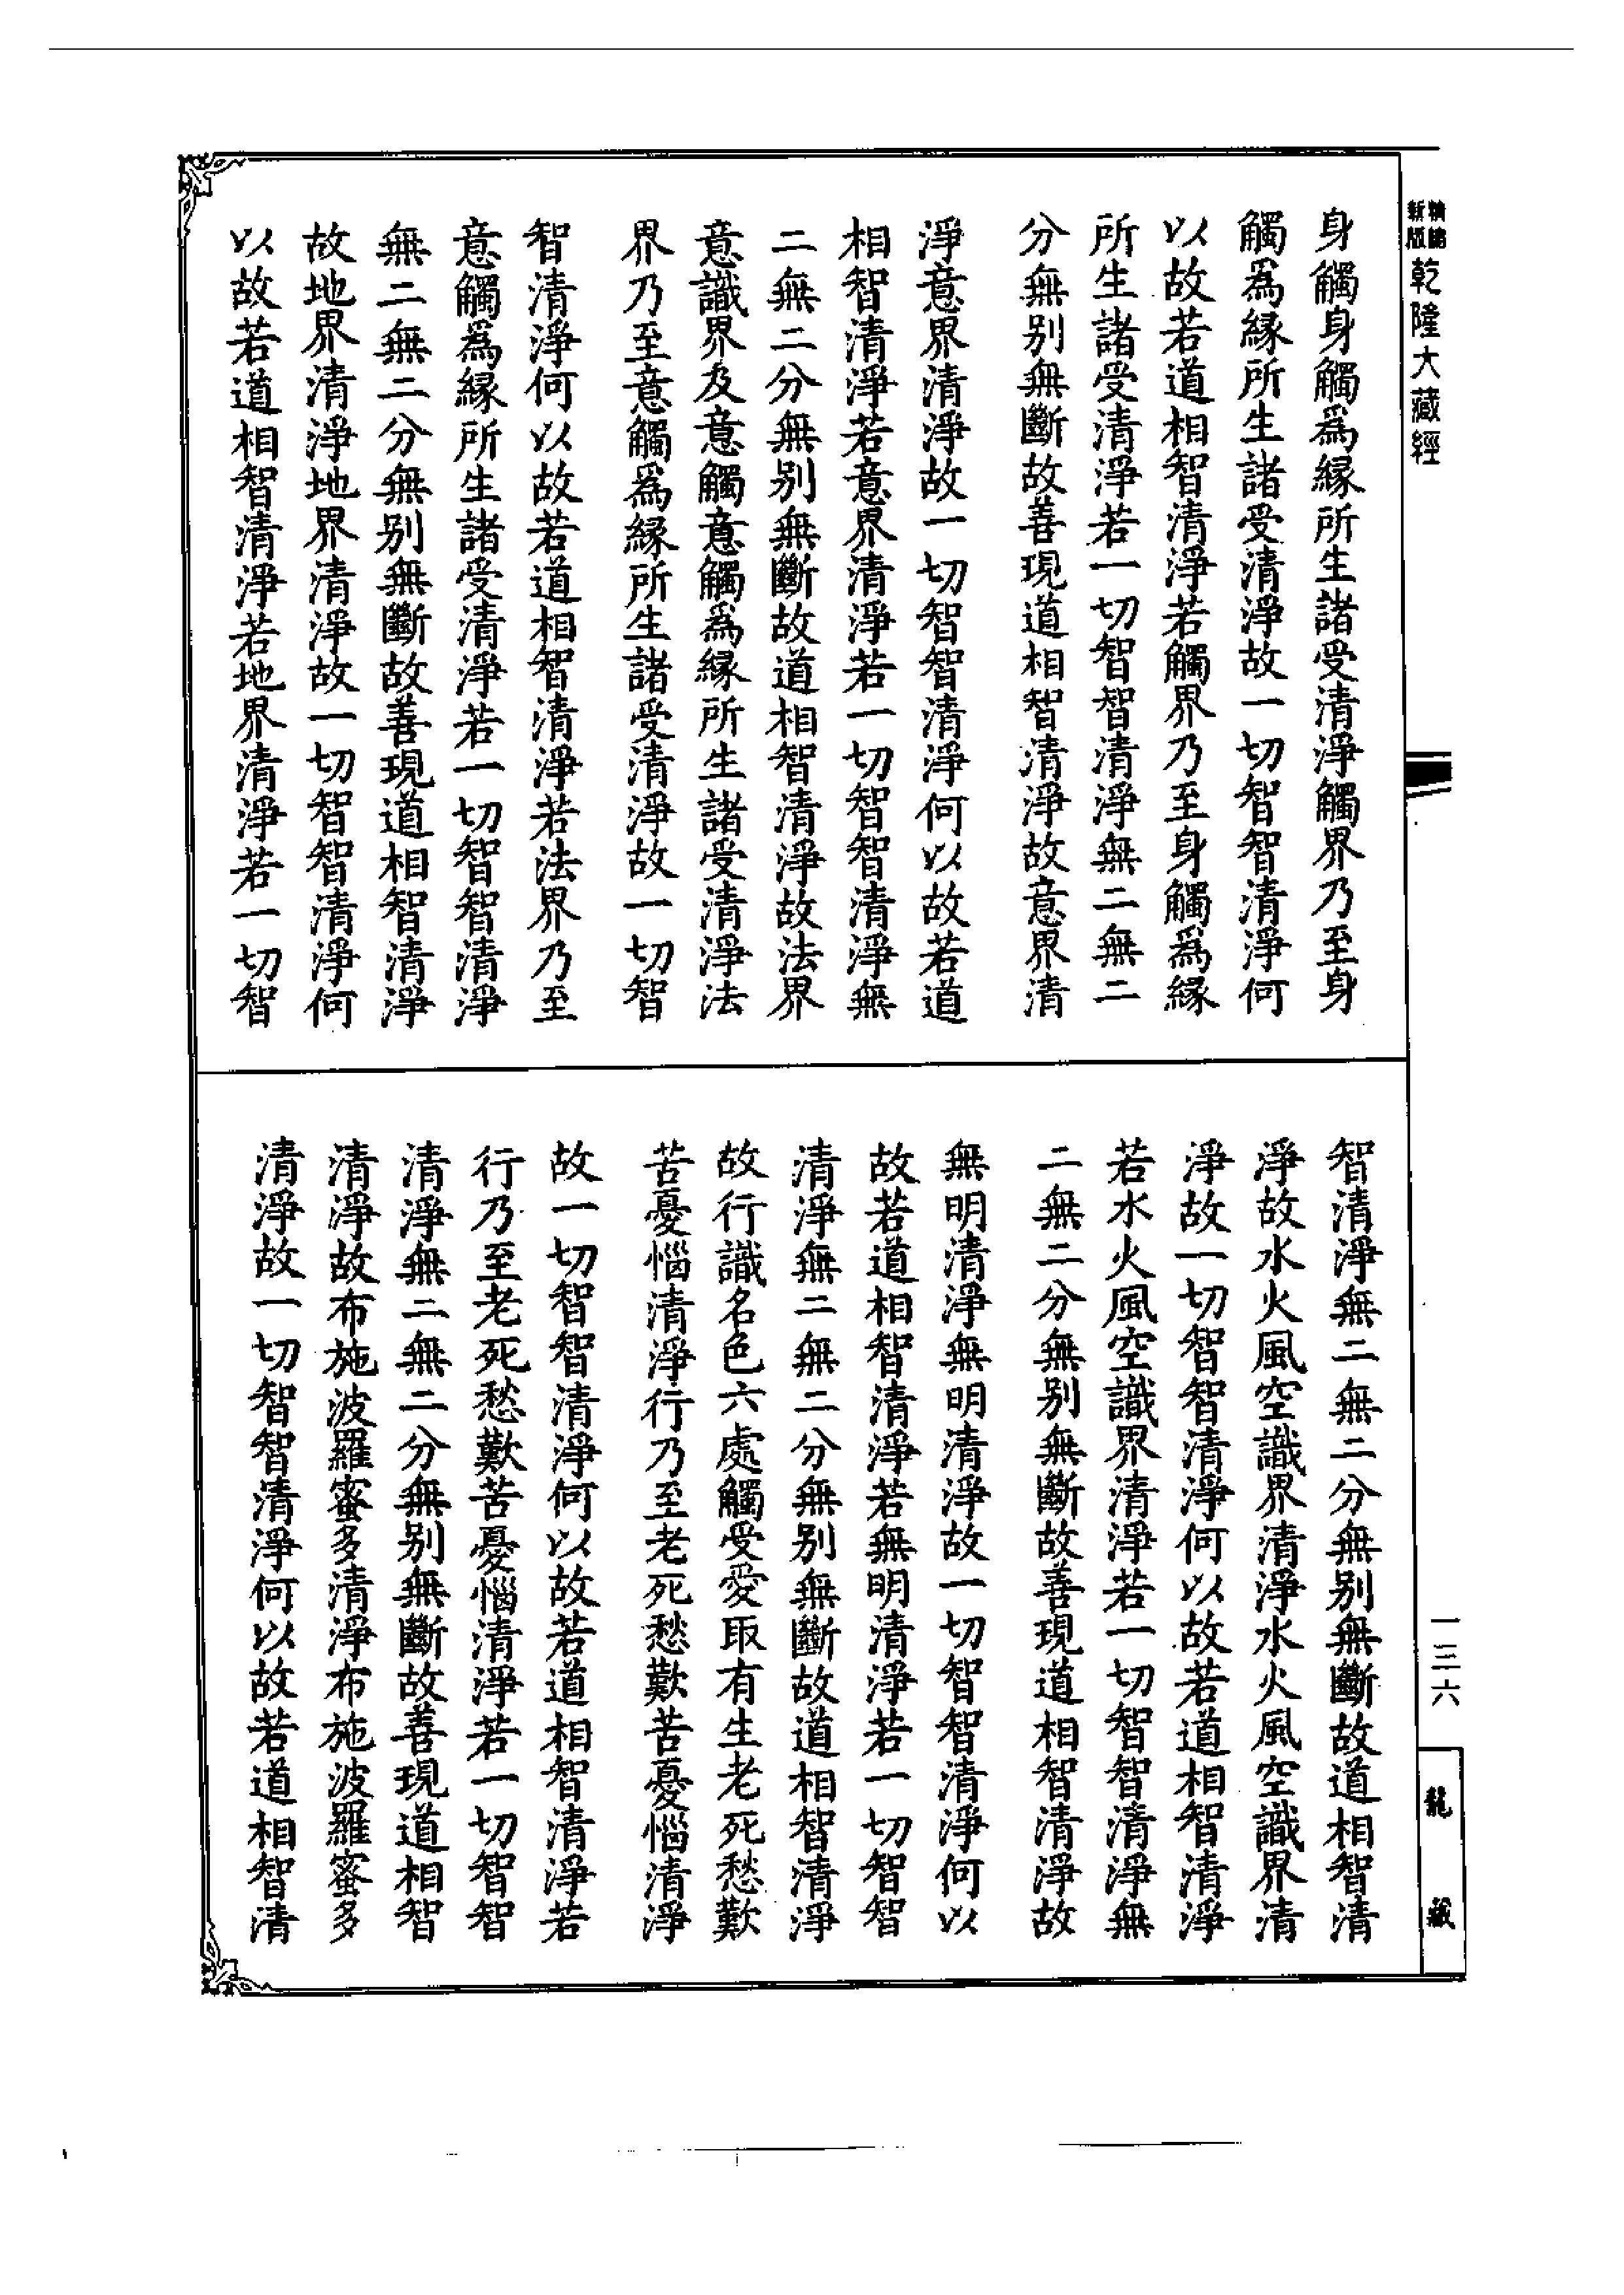 新版
精編
乾隆大藏經
身觸身觸爲緣所生諸受清淨觸界乃至身
觸爲緣所生諸受清淨故一切智智清淨何
以故若道相智清淨若觸界乃至身觸爲緣
所生諸受清淨若一切智智清淨無二無二
分無别無斷故善現道相智清淨故意界清
淨意界清淨故一切智智清淨何以故若道
相智清淨若意界清淨若一切智智清淨無
二無二分無别無斷故道相智清淨故法界
意識界及意觸意觸爲緣所生諸受清淨法
界乃至意觸爲緣所生諸受清淨故一切智
智清淨何以故若道相智清淨若法界乃至
意觸爲緣所生諸受清淨若一切智智清淨
無二無二分無别無斷故善現道相智清淨
故地界清淨地界清淨故一切智智清淨何
以故若道相智清淨若地界清淨若一切智
智清淨無二無二分無别無斷故道相智清
淨故水火風空識界清淨水火風空識界清
淨故一切智智清淨何以故若道相智清淨
若水火風空識界清淨若一切智智清淨無
二無二分無别無斷故善現道相智清淨故
無明清淨無明清淨故一切智智清淨何以
故若道相智清淨若無明清淨若一切智智
清淨無二無二分無别無斷故道相智清淨
故行識名色六處觸受愛取有生老死愁歎
苦憂惱清淨行乃至老死愁歎苦憂惱清淨
故一切智智清淨何以故若道相智清淨若
行乃至老死愁歎苦憂惱清淨若一切智智
清淨無二無二分無别無斷故善現道相智
清淨故布施波羅蜜多清淨布施波羅蜜多
清淨故一切智智清淨何以故若道相智清
一三六
龍藏